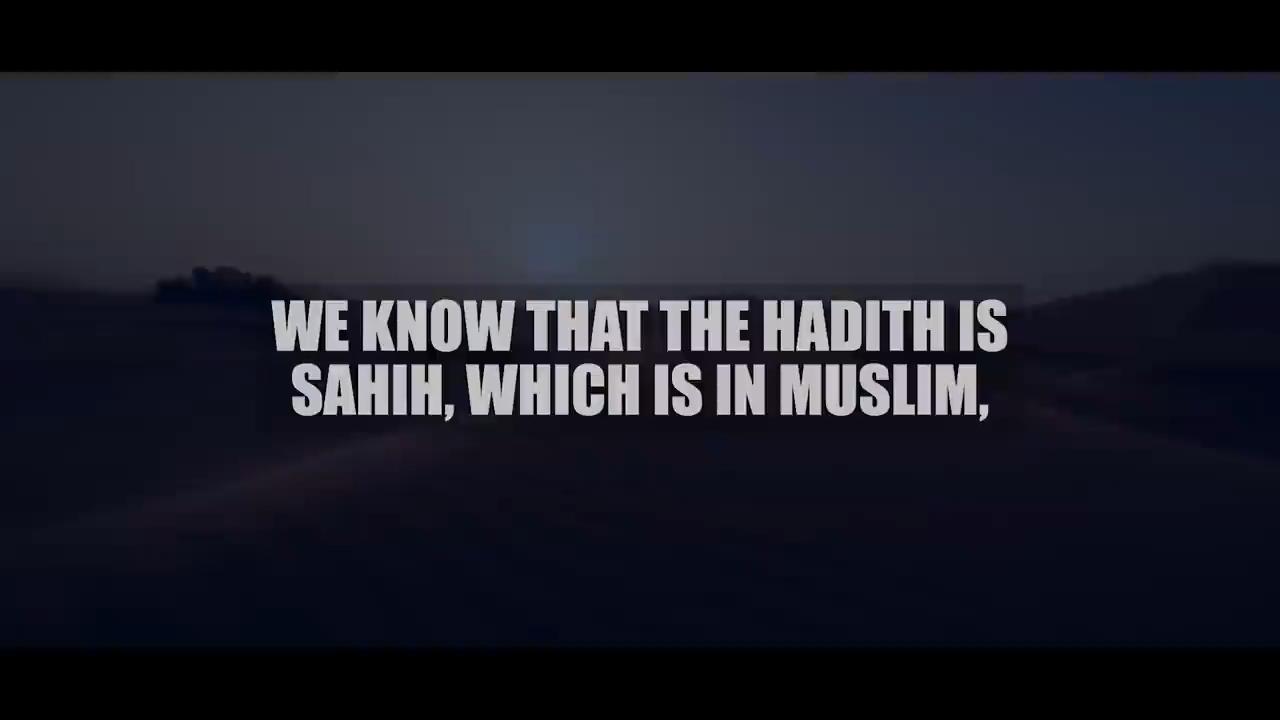 WE KNOW THAT THE HADITH IS
SAHIH, WHICH IS IN MUSLIM,